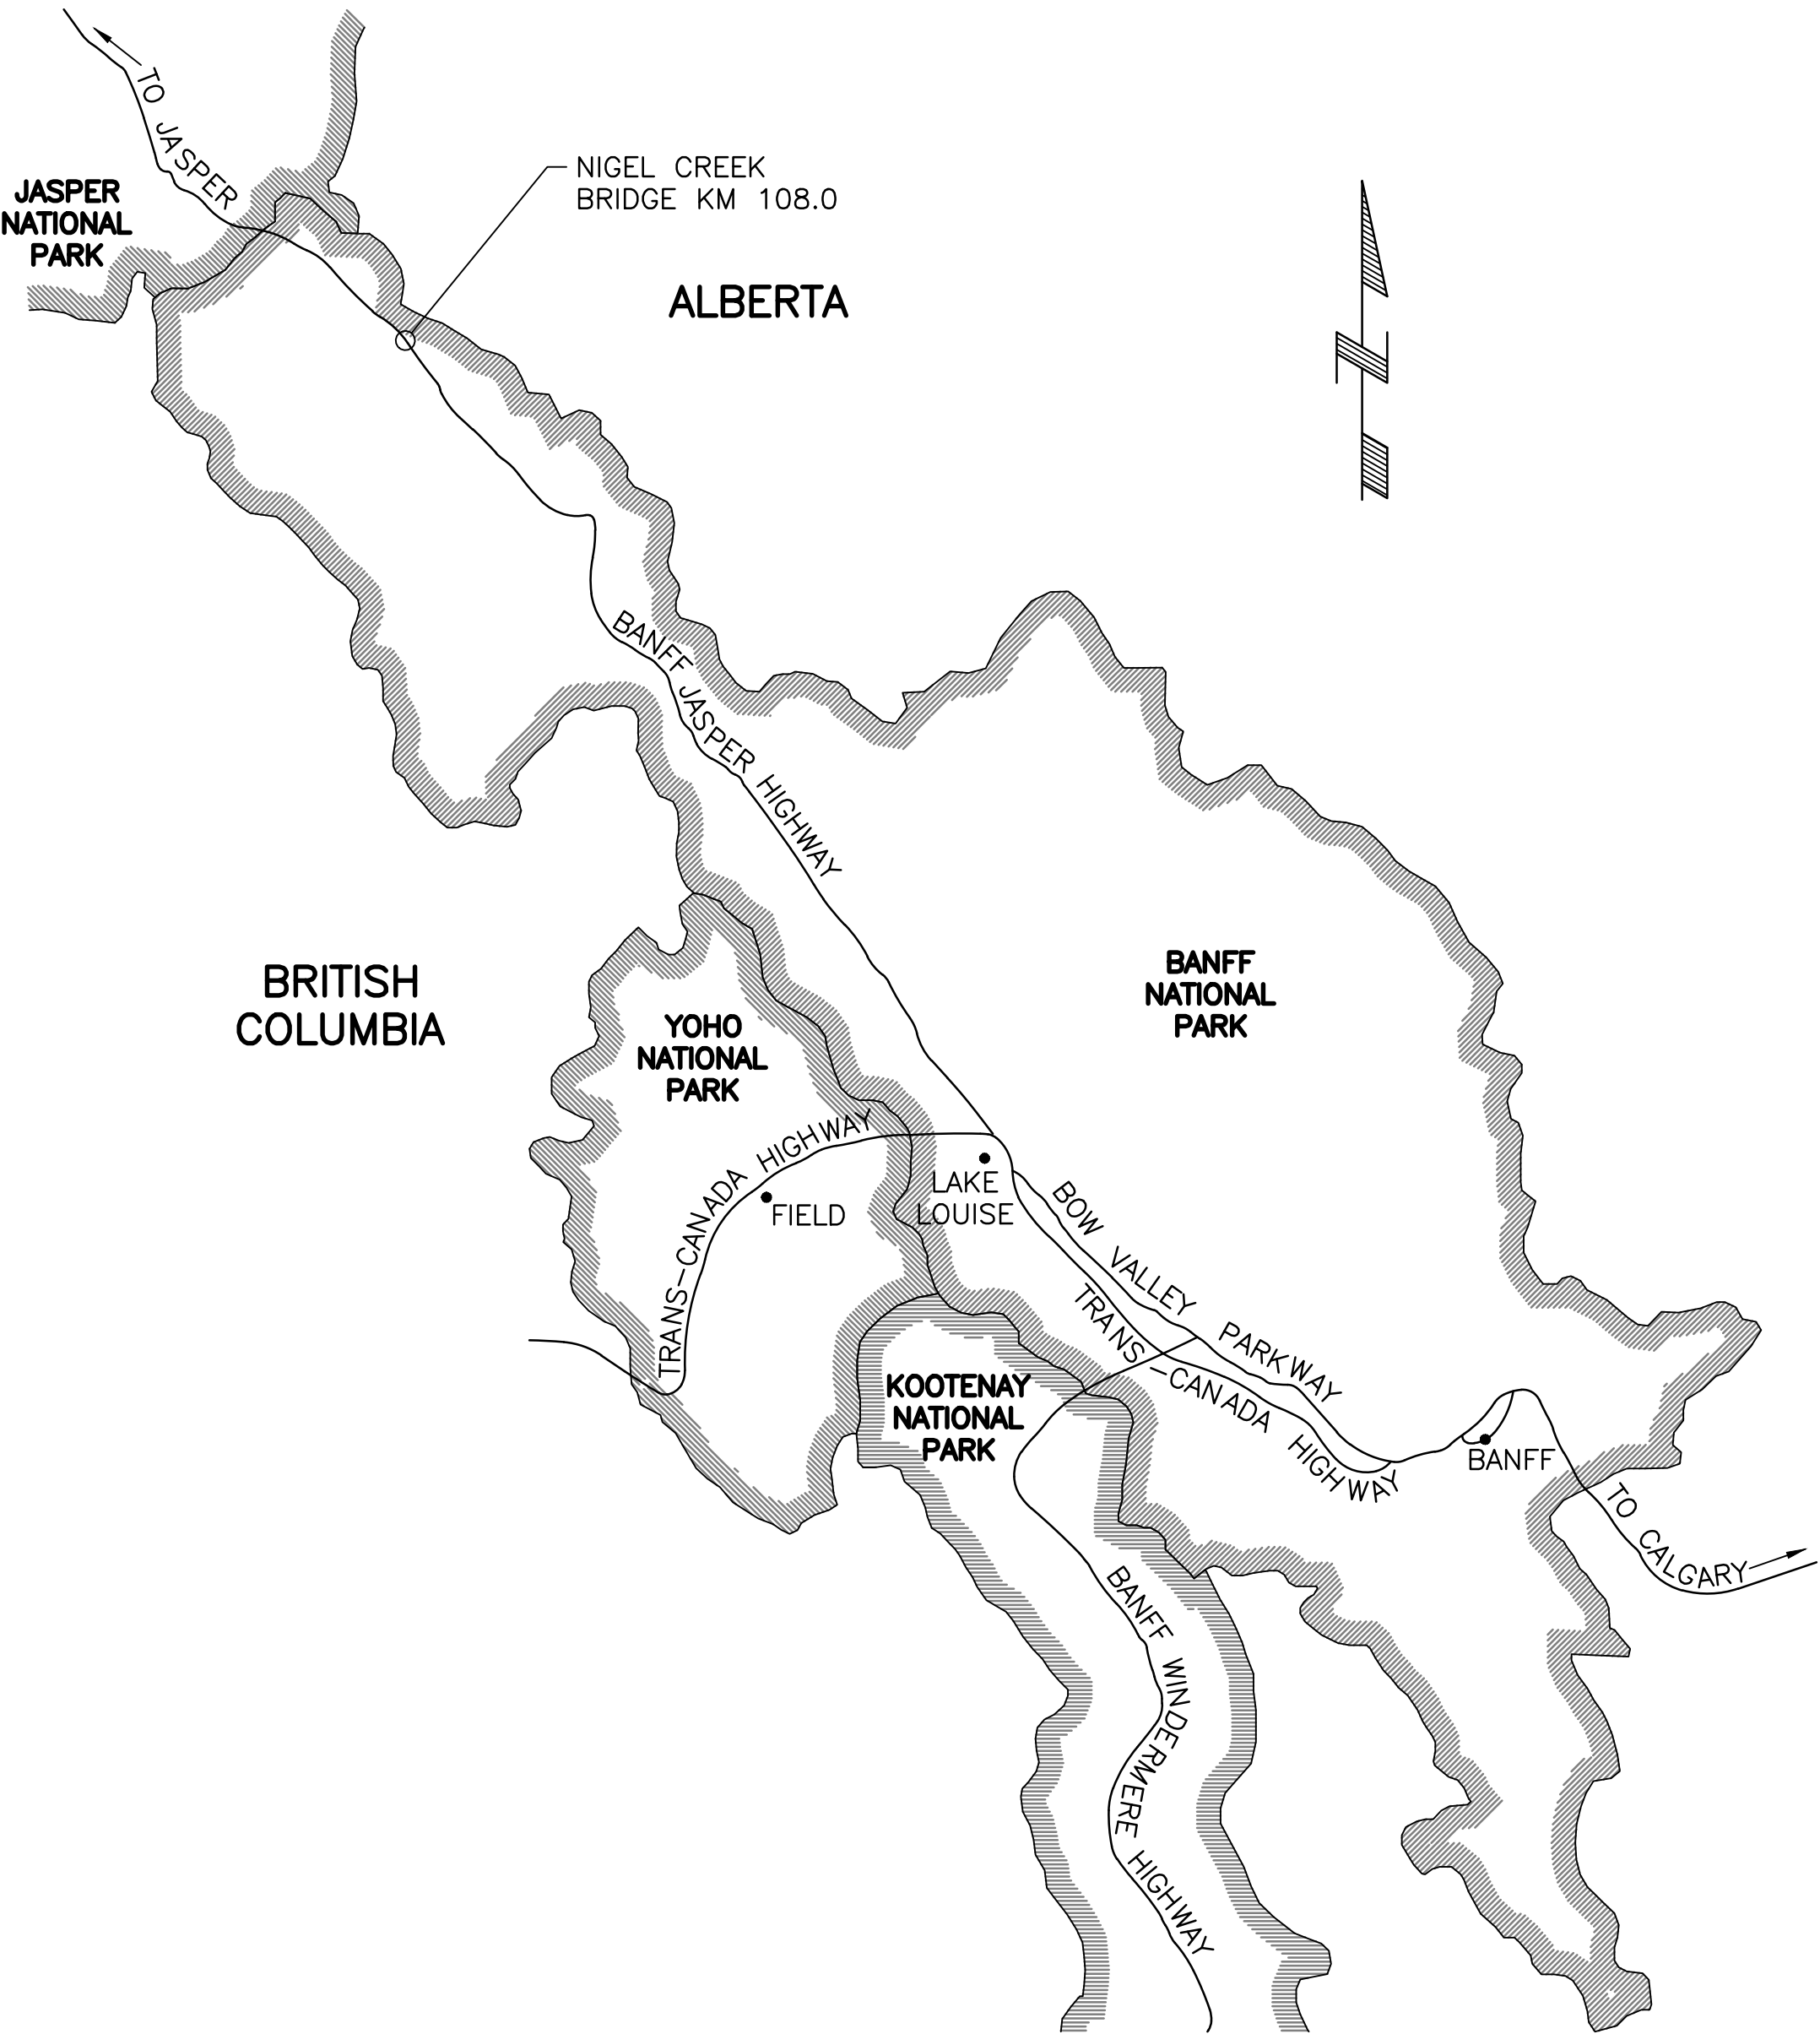 TO JASPER
NIGEL CREEK
BRIDGE KM 108.0
JASPER
NATIONAL
PARK
ALBERTA
BANFF JASPER HIGHWAY
BRITISH
COLUMBIA
BANFF
NATIONAL
PARK
YOHO
NATIONAL
PARK
TRANS-CANADA HIGHWAY
LAKE
LOUISE
FIELD
BOW VALLEY PARKWAY
TRANS-CANADA HIGHWAY
KOOTENAY
NATIONAL
PARK
BANFF
TO CALGARY
BANFF WINDERMERE HIGHWAY